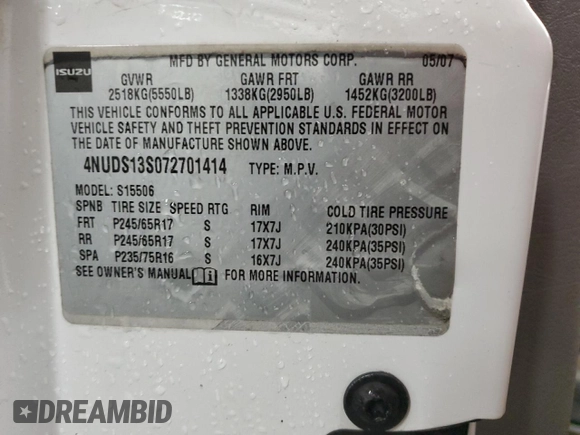 MFD BY GENERAL MOTORS CORP. 05/07
ISUZU
GVWR GAWR FRT GAWR RR
2518KG(5550LB) 1338KG(2950LB) 1452KG(3200LB)
THIS VEHICLE CONFORMS TO ALL APPLICABLE U.S. FEDERAL MOTOR
VEHICLE SAFETY AND THEFT PREVENTION STANDARDS IN EFFECT ON
THE DATE OF MANUFACTURE SHOWN ABOVE.
4NUDS13S072701414 TYPE: M.P.V.
MODEL: S15506
SPNB TIRE SIZE SPEED RTG RIM COLD TIRE PRESSURE
FRT P245/65R17 S 17X7J 210KPA(30PSI)
RR P245/65R17 S 17X7J 240KPA(35PSI)
SPA P235/75R16 S 16X7J 240KPA(35PSI)
SEE OWNER'S MANUAL FOR MORE INFORMATION.
DREAMBID